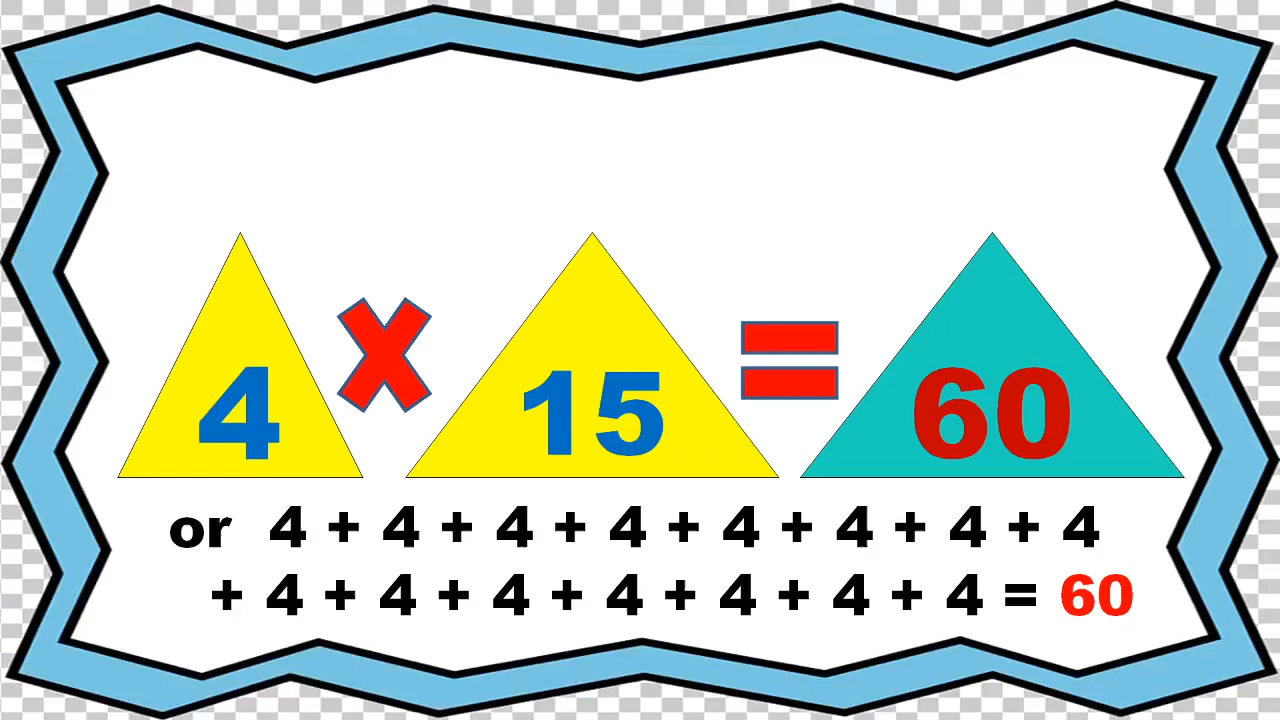 4 x 15 = 60
or 4 + 4 + 4 + 4 + 4 + 4 + 4 + 4
+ 4 + 4 + 4 + 4 + 4 + 4 + 4 = 60